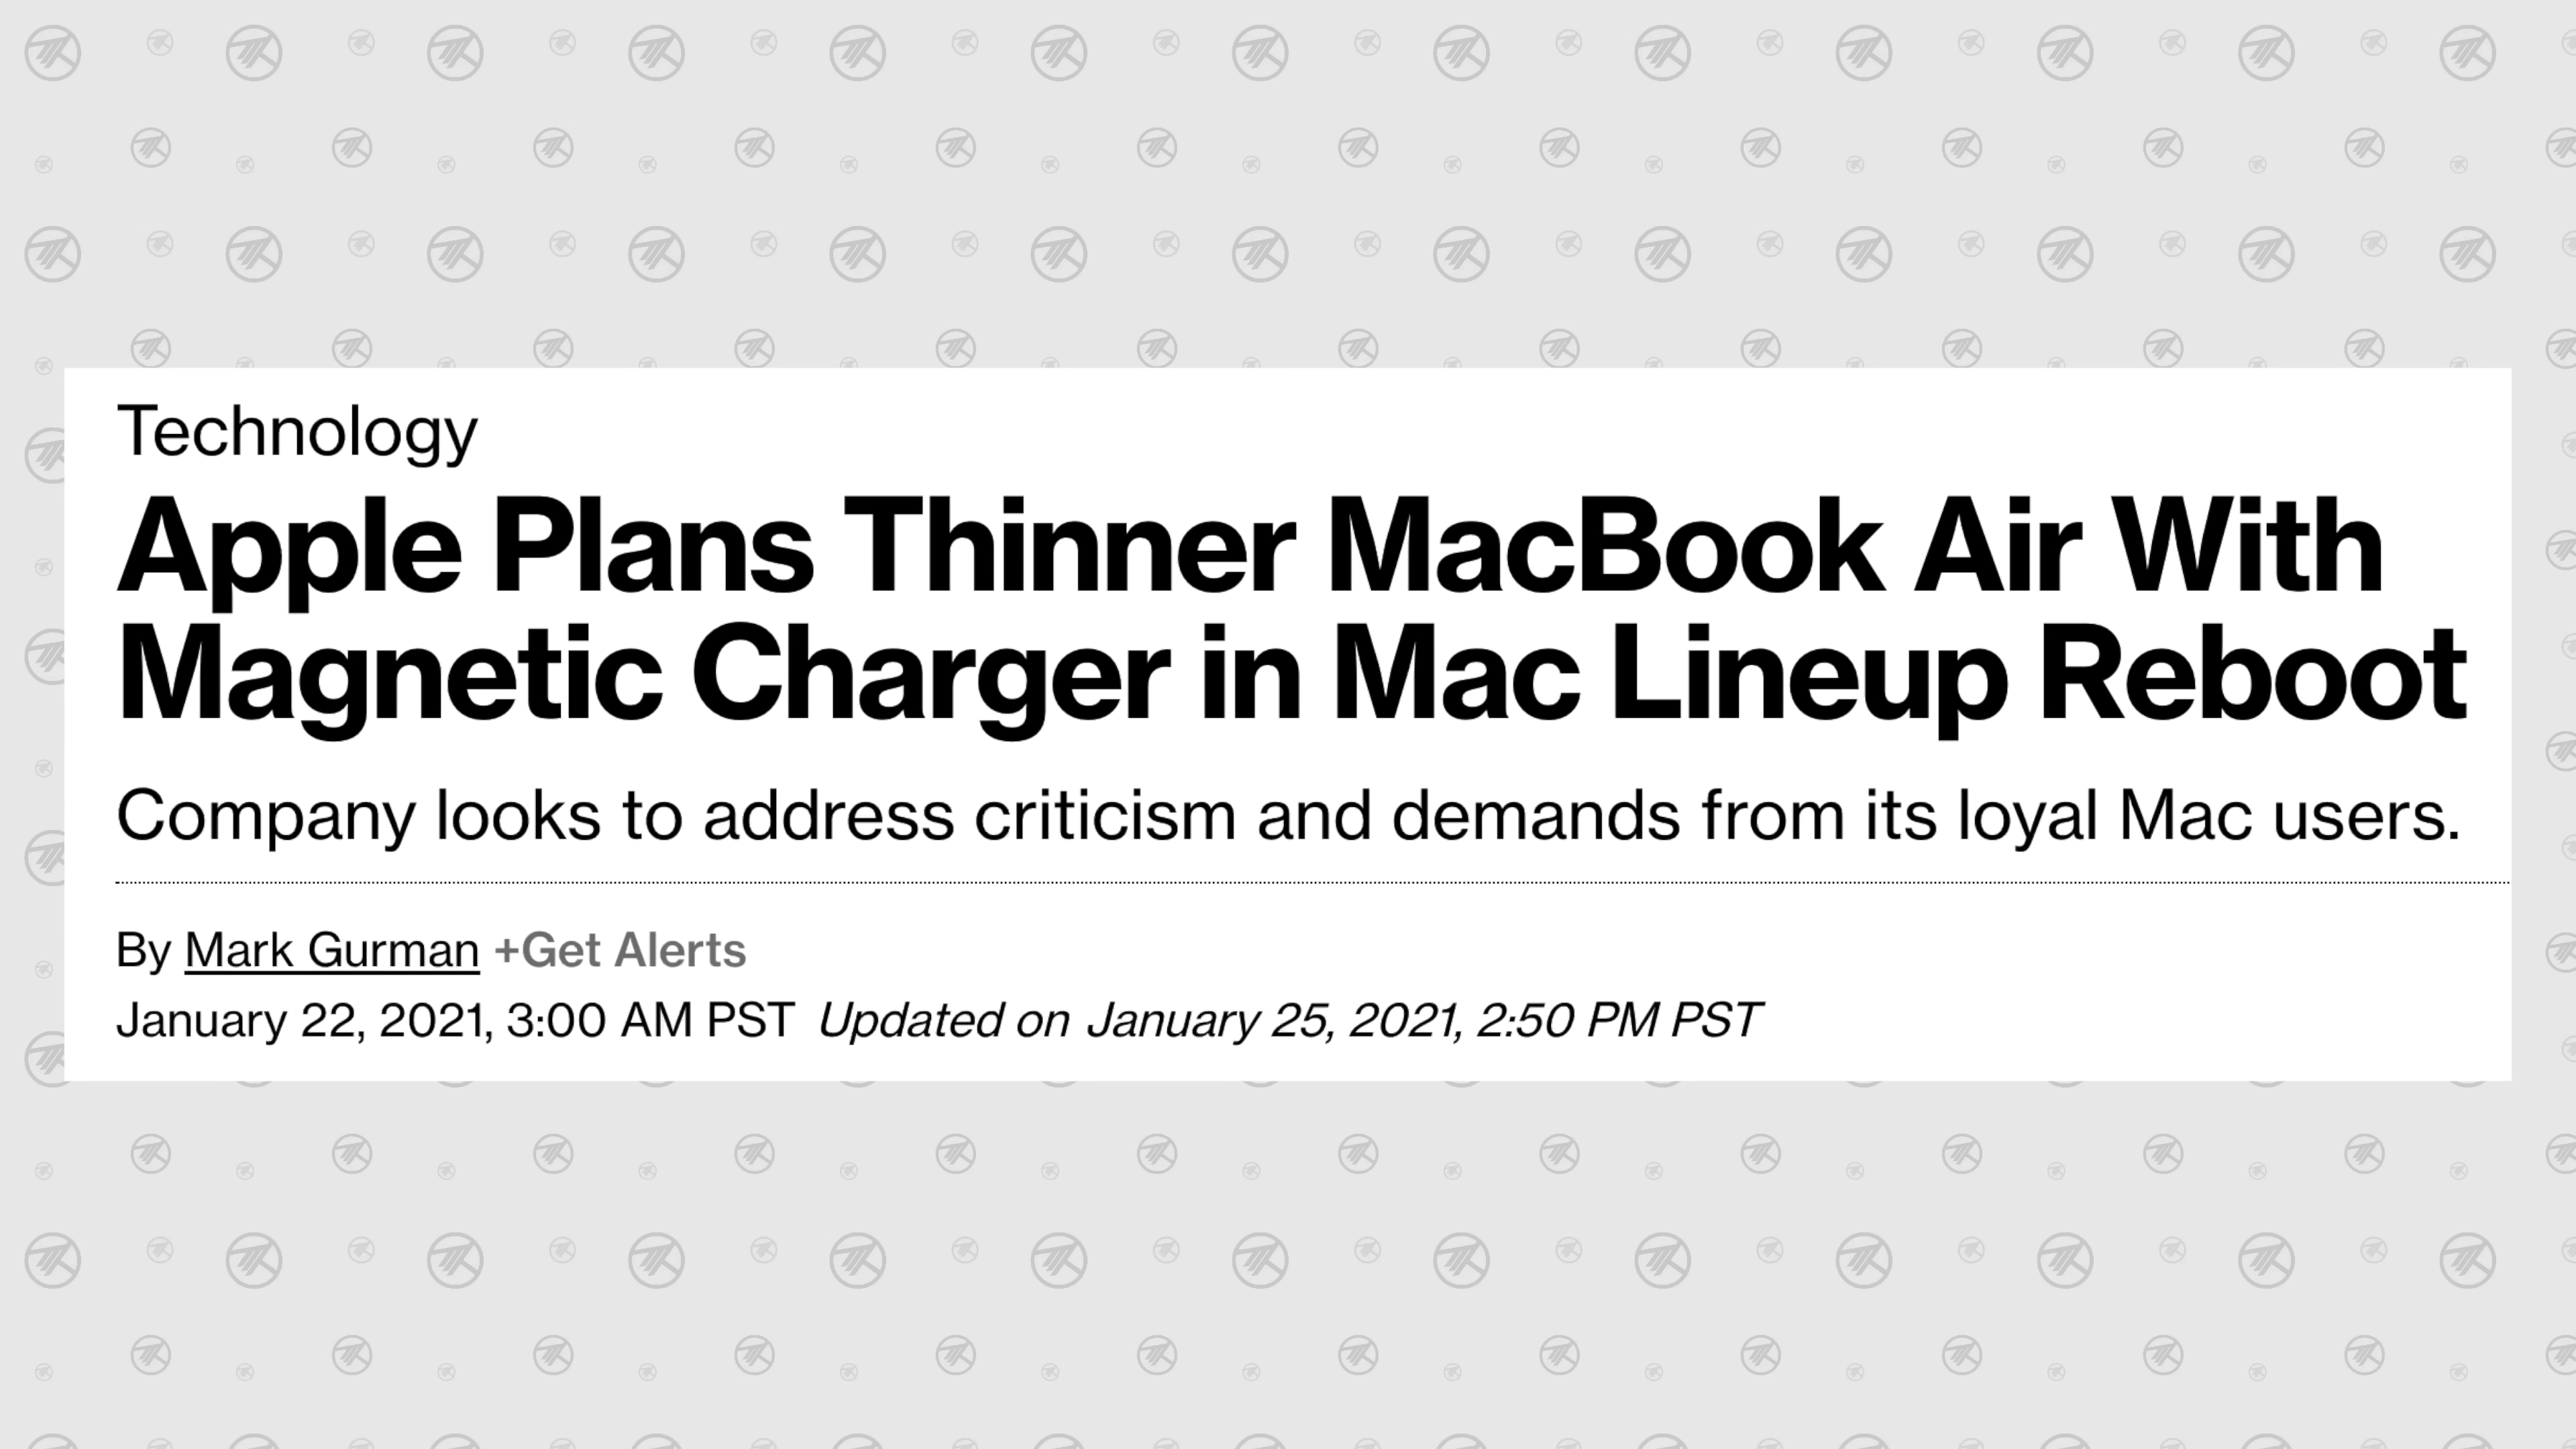 Technology
Apple Plans Thinner MacBook Air With
Magnetic Charger in Mac Lineup Reboot
Company looks to address criticism and demands from its loyal Mac users.
By Mark Gurman +Get Alerts
January 22, 2021, 3:00 AM PST Updated on January 25, 2021, 2:50 PM PST